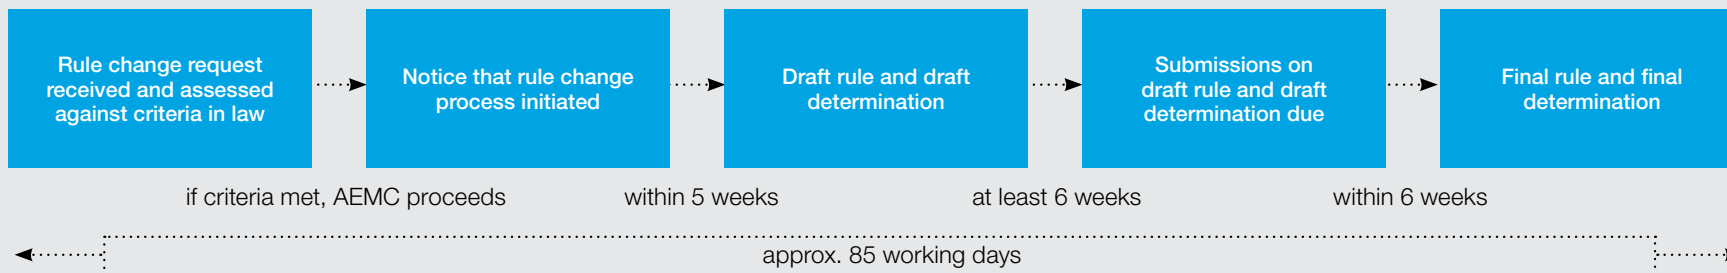 Rule change request
received and assessed
against criteria in law
Notice that rule change
process initiated
Draft rule and draft
determination
Submissions on
draft rule and draft
determination due
Final rule and final
determination
if criteria met, AEMC proceeds
within 5 weeks
at least 6 weeks
within 6 weeks
approx. 85 working days